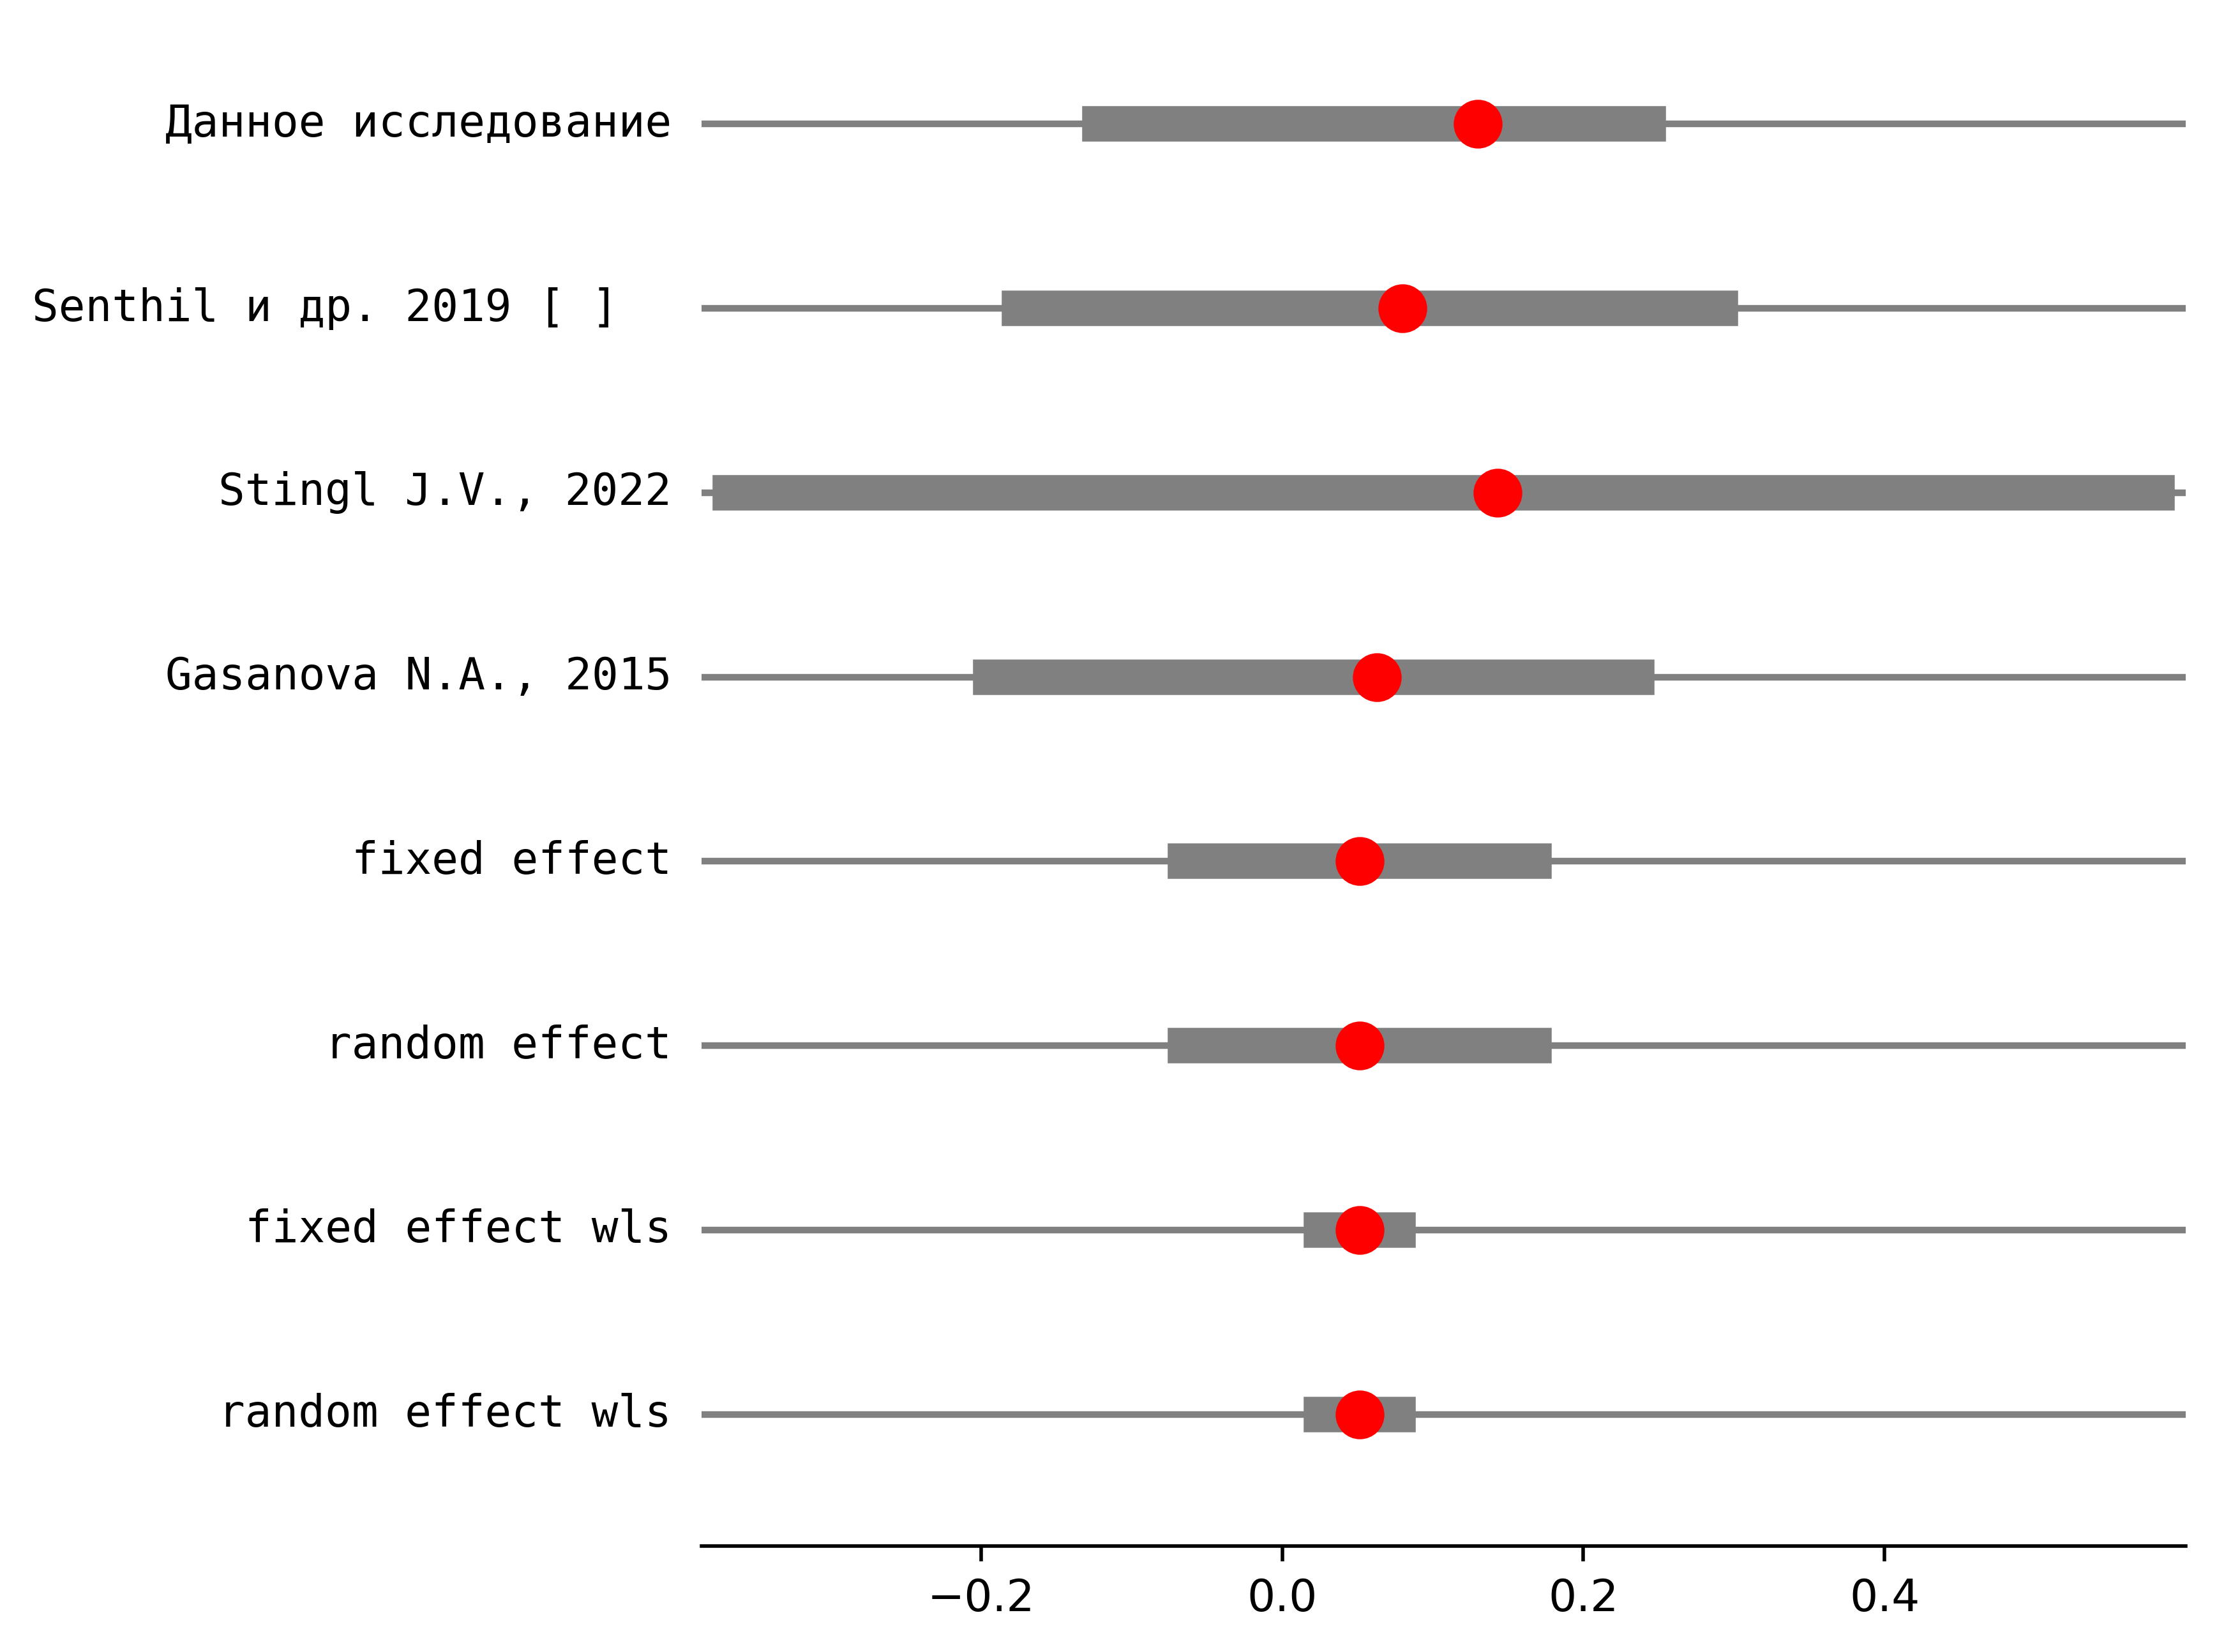 Данное исследование
Senthil и др. 2019 [ ]
Stingl J.V., 2022
Gasanova N.A., 2015
fixed effect
random effect
fixed effect wls
random effect wls
−0.2 0.0 0.2 0.4